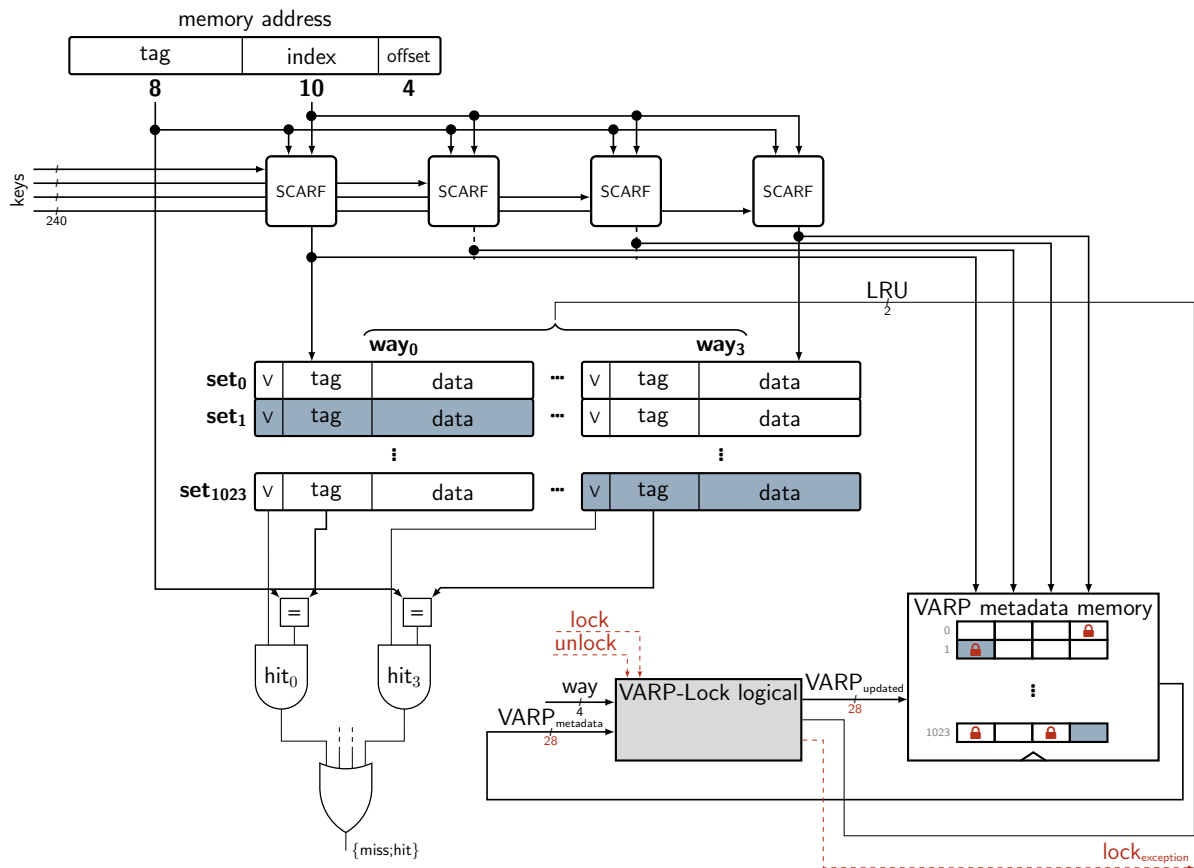 memory address
tag index offset
8 10 4
keys
240
SCARF SCARF SCARF SCARF
LRU
2
way0 way3
set0 v tag data ... v tag data
set1 v tag data ... v tag data
set1023 v tag data ... v tag data
= =
hit0 hit3
{miss;hit}
lock
unlock
way
4
VARPmetadata
28
VARP-Lock logical
VARPupdated
28
VARP metadata memory
0
1
1023
lockexception